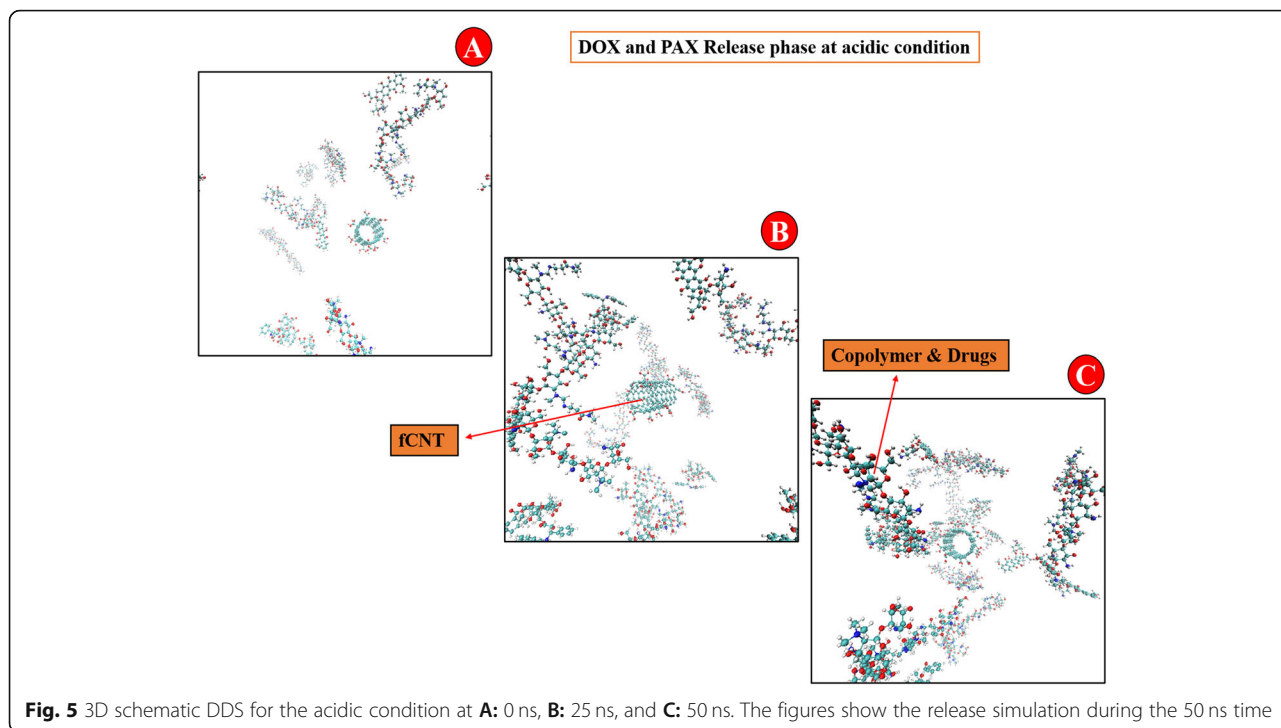 DOX and PAX Release phase at acidic condition
A
B
Copolymer & Drugs
C
fCNT
Fig. 5 3D schematic DDS for the acidic condition at A: 0 ns, B: 25 ns, and C: 50 ns. The figures show the release simulation during the 50 ns time